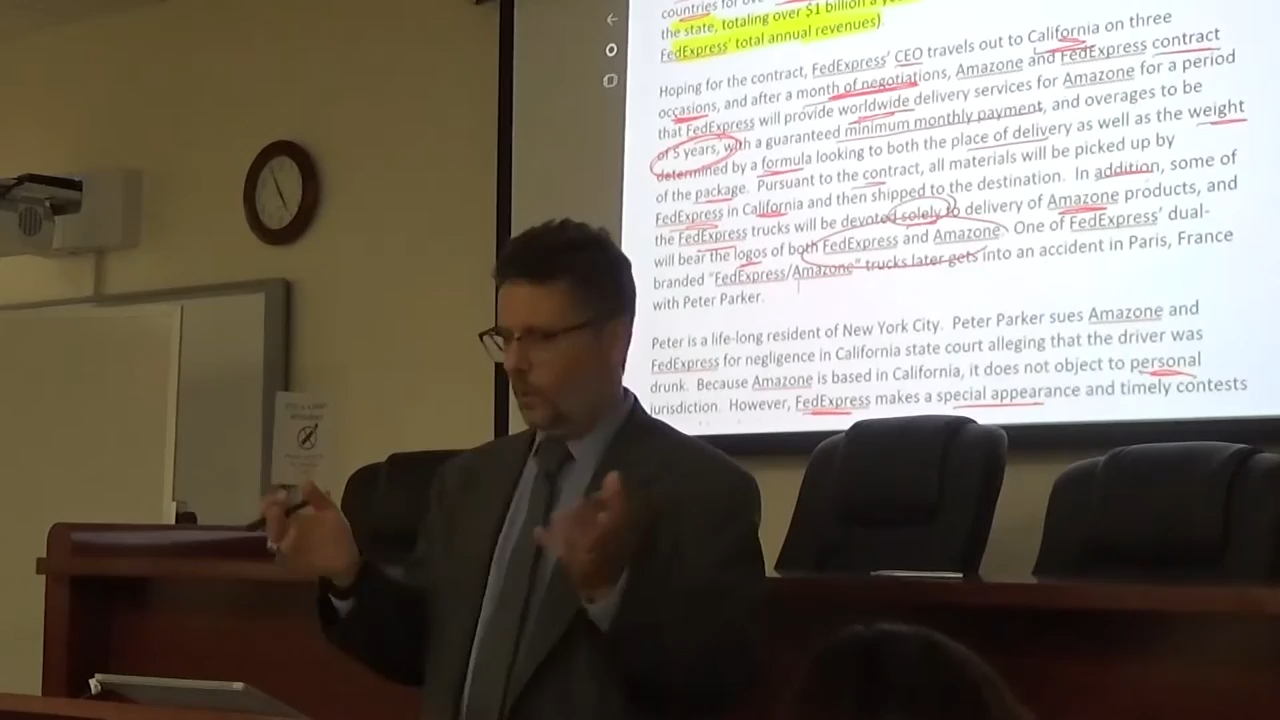 countries for
the state, totaling over $1 billion a
FedExpress' total annual revenues).
Hoping for the contract, FedExpress' CEO travels out to California on three
occasions, and after a month of negotiations, Amazone and FedExpress contract
that FedExpress will provide worldwide delivery services for Amazone for a period
of 5 years, with a guaranteed minimum monthly payment, and overages to be
determined by a formula looking to both the place of delivery as well as the weight
of the package. Pursuant to the contract, all materials will be picked up by
FedExpress in California and then shipped to the destination. In addition, some of
the FedExpress trucks will be devoted solely to delivery of Amazone products, and
will bear the logos of both FedExpress and Amazone. One of FedExpress' dual-
branded "FedExpress/Amazone" trucks later gets into an accident in Paris, France
with Peter Parker.
Peter is a life-long resident of New York City. Peter Parker sues Amazone and
FedExpress for negligence in California state court alleging that the driver was
drunk. Because Amazone is based in California, it does not object to personal
jurisdiction. However, FedExpress makes a special appearance and timely contests